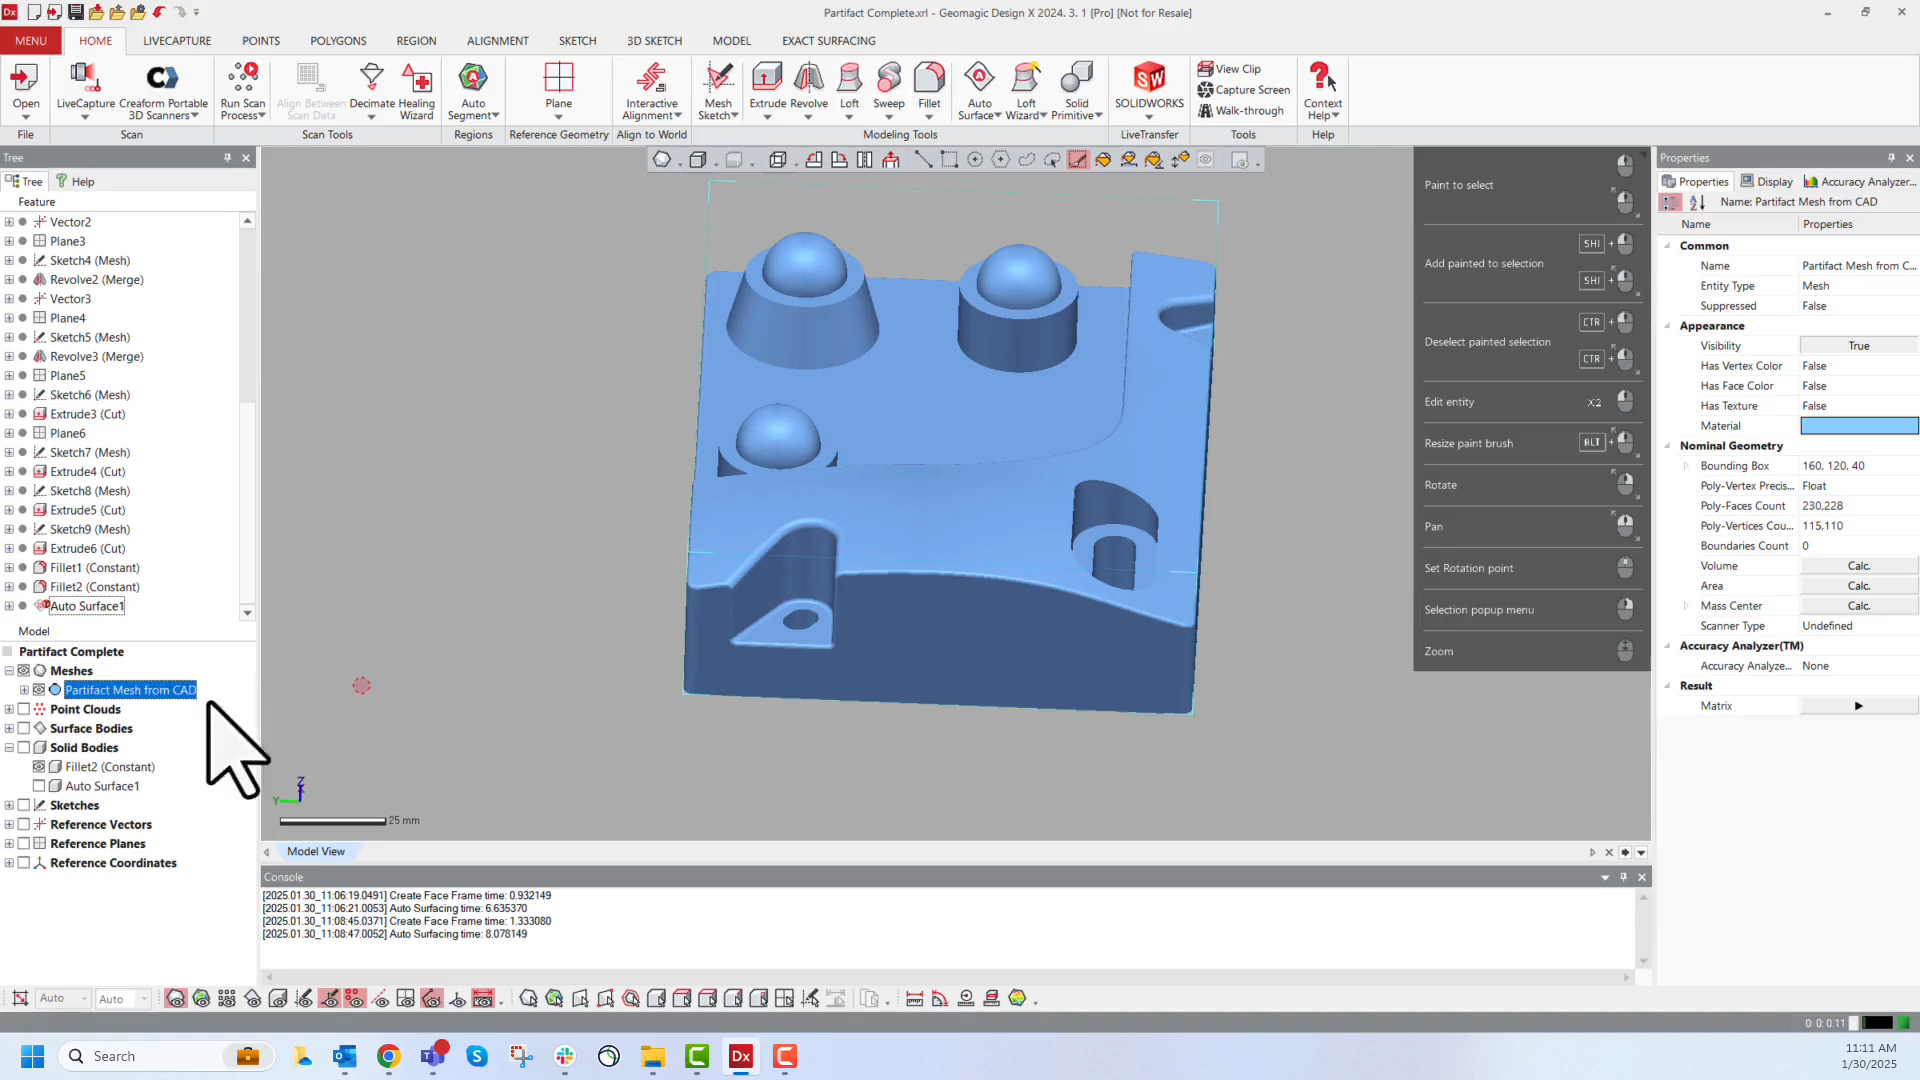 Dx
Partifact Complete.xrl - Geomagic Design X 2024. 3. 1 [Pro] [Not for Resale]
MENU HOME LIVECAPTURE POINTS POLYGONS REGION ALIGNMENT SKETCH 3D SKETCH MODEL EXACT SURFACING
Open
LiveCapture
Creaform Portable
3D Scanners
Run Scan
Process
Align Between
Scan Data
Decimate
Healing
Wizard
Auto
Segment
Plane
Interactive
Alignment
Mesh
Sketch
Extrude
Revolve
Loft
Sweep
Fillet
Auto
Surface
Loft
Wizard
Solid
Primitive
SOLIDWORKS
View Clip
Capture Screen
Walk-through
Context
Help
File Scan Scan Tools Regions Reference Geometry Align to World Modeling Tools LiveTransfer Tools Help
Tree
Tree Help
Feature
Vector2
Plane3
Sketch4 (Mesh)
Revolve2 (Merge)
Vector3
Plane4
Sketch5 (Mesh)
Revolve3 (Merge)
Plane5
Sketch6 (Mesh)
Extrude3 (Cut)
Plane6
Sketch7 (Mesh)
Extrude4 (Cut)
Sketch8 (Mesh)
Extrude5 (Cut)
Sketch9 (Mesh)
Extrude6 (Cut)
Fillet1 (Constant)
Fillet2 (Constant)
Auto Surface1
Model
Partifact Complete
Meshes
Partifact Mesh from CAD
Point Clouds
Surface Bodies
Solid Bodies
Fillet2 (Constant)
Auto Surface1
Sketches
Reference Vectors
Reference Planes
Reference Coordinates
Z
Y
25 mm
Paint to select
Add painted to selection
SHI +
SHI +
Deselect painted selection
CTR +
CTR +
Edit entity X2
Resize paint brush ALT +
Rotate
Pan
Set Rotation point
Selection popup menu
Zoom
Model View
Console
[2025.01.30_11:06:19.0491] Create Face Frame time: 0.932149
[2025.01.30_11:06:21.0053] Auto Surfacing time: 6.635370
[2025.01.30_11:08:45.0371] Create Face Frame time: 1.333080
[2025.01.30_11:08:47.0052] Auto Surfacing time: 8.078149
Properties
Properties Display Accuracy Analyzer...
Name: Partifact Mesh from CAD
Name Properties
Common
Name Partifact Mesh from C...
Entity Type Mesh
Suppressed False
Appearance
Visibility True
Has Vertex Color False
Has Face Color False
Has Texture False
Material
Nominal Geometry
Bounding Box 160, 120, 40
Poly-Vertex Precis... Float
Poly-Faces Count 230,228
Poly-Vertices Cou... 115,110
Boundaries Count 0
Volume Calc.
Area Calc.
Mass Center Calc.
Scanner Type Undefined
Accuracy Analyzer(TM)
Accuracy Analyze... None
Result
Matrix
Auto Auto
0: 0: 0.11
Search
Dx
11:11 AM
1/30/2025